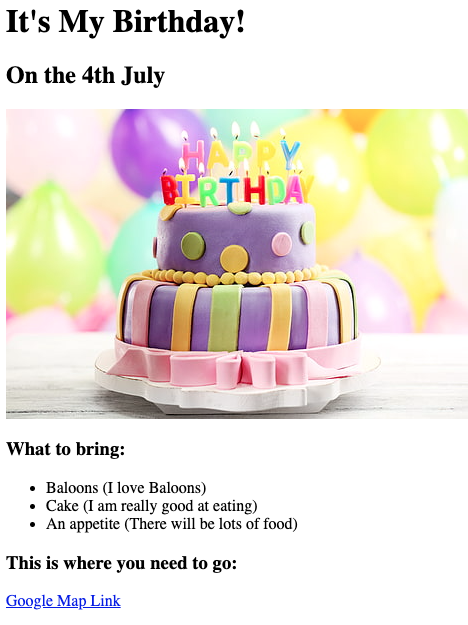 It's My Birthday!
On the 4th July
HAPPY
BIRTHDAY
What to bring:
Baloons (I love Baloons)
Cake (I am really good at eating)
An appetite (There will be lots of food)
This is where you need to go:
Google Map Link